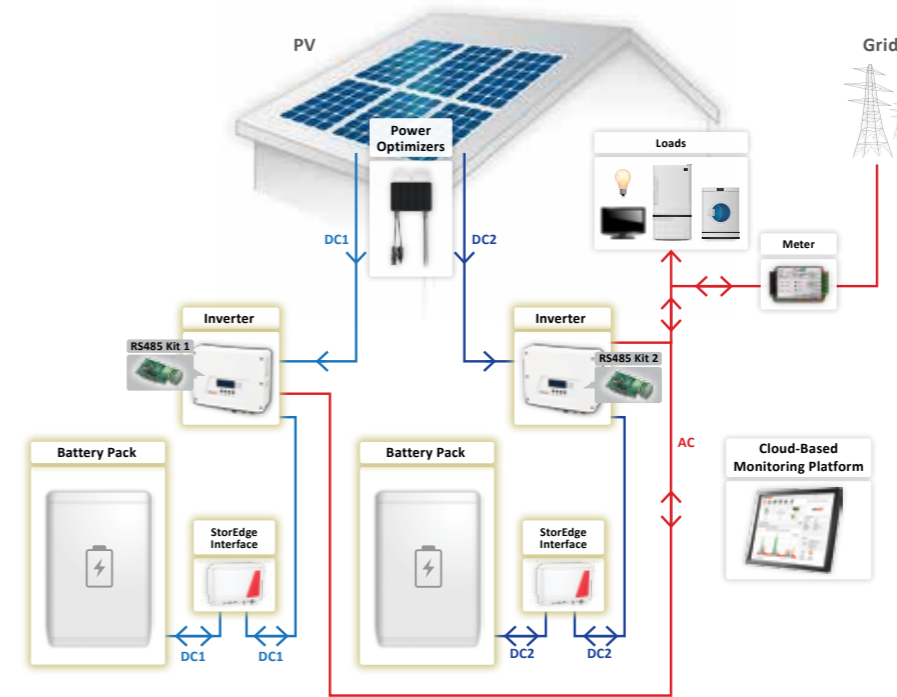 PV
Grid
Power
Optimizers
Loads
DC1
DC2
Meter
Inverter
Inverter
RS485 Kit 1
RS485 Kit 2
Battery Pack
Battery Pack
AC
Cloud-Based
Monitoring Platform
StorEdge
Interface
StorEdge
Interface
DC1
DC1
DC2
DC2